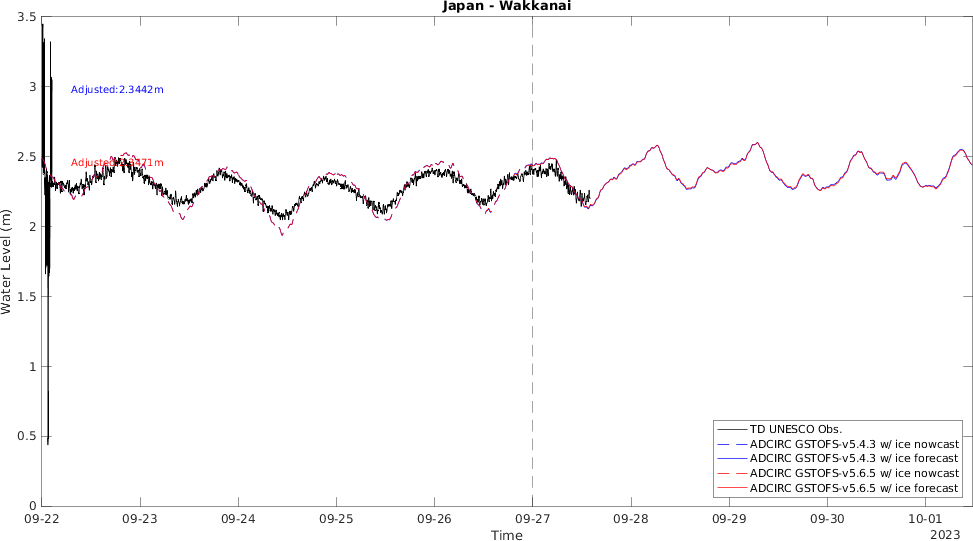 Japan - Wakkanai
3.5
3
2.5
2
1.5
1
0.5
0
Water Level (m)
Adjusted:2.3442m
Adjusted: 471m
TD UNESCO Obs.
ADCIRC GSTOFS-v5.4.3 w/ ice nowcast
ADCIRC GSTOFS-v5.4.3 w/ ice forecast
ADCIRC GSTOFS-v5.6.5 w/ ice nowcast
ADCIRC GSTOFS-v5.6.5 w/ ice forecast
09-22 09-23 09-24 09-25 09-26 09-27 09-28 09-29 09-30 10-01
Time
2023